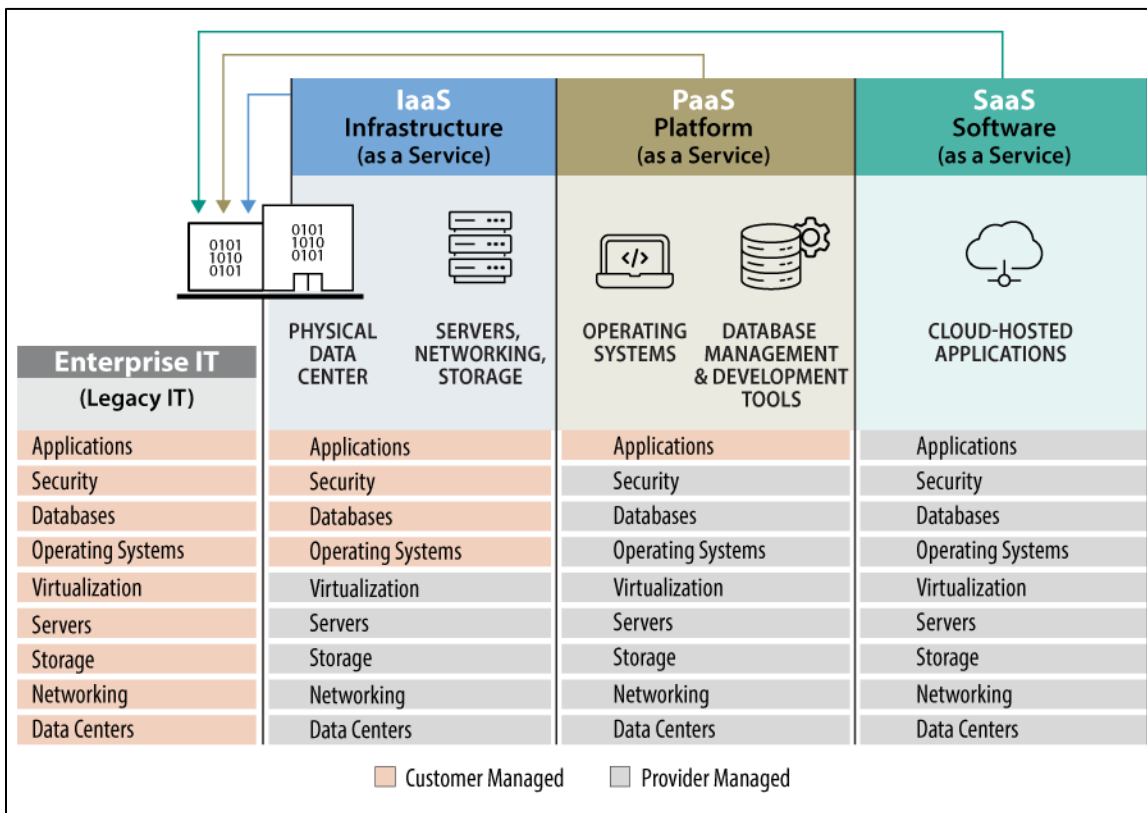 IaaS
Infrastructure
(as a Service)
PaaS
Platform
(as a Service)
SaaS
Software
(as a Service)
0101
1010
0101
0101
1010
0101
</>
PHYSICAL
DATA
CENTER
SERVERS,
NETWORKING,
STORAGE
OPERATING
SYSTEMS
DATABASE
MANAGEMENT
& DEVELOPMENT
TOOLS
CLOUD-HOSTED
APPLICATIONS
Enterprise IT
(Legacy IT)
Applications
Security
Databases
Operating Systems
Virtualization
Servers
Storage
Networking
Data Centers
Applications
Security
Databases
Operating Systems
Virtualization
Servers
Storage
Networking
Data Centers
Applications
Security
Databases
Operating Systems
Virtualization
Servers
Storage
Networking
Data Centers
Applications
Security
Databases
Operating Systems
Virtualization
Servers
Storage
Networking
Data Centers
Customer Managed
Provider Managed